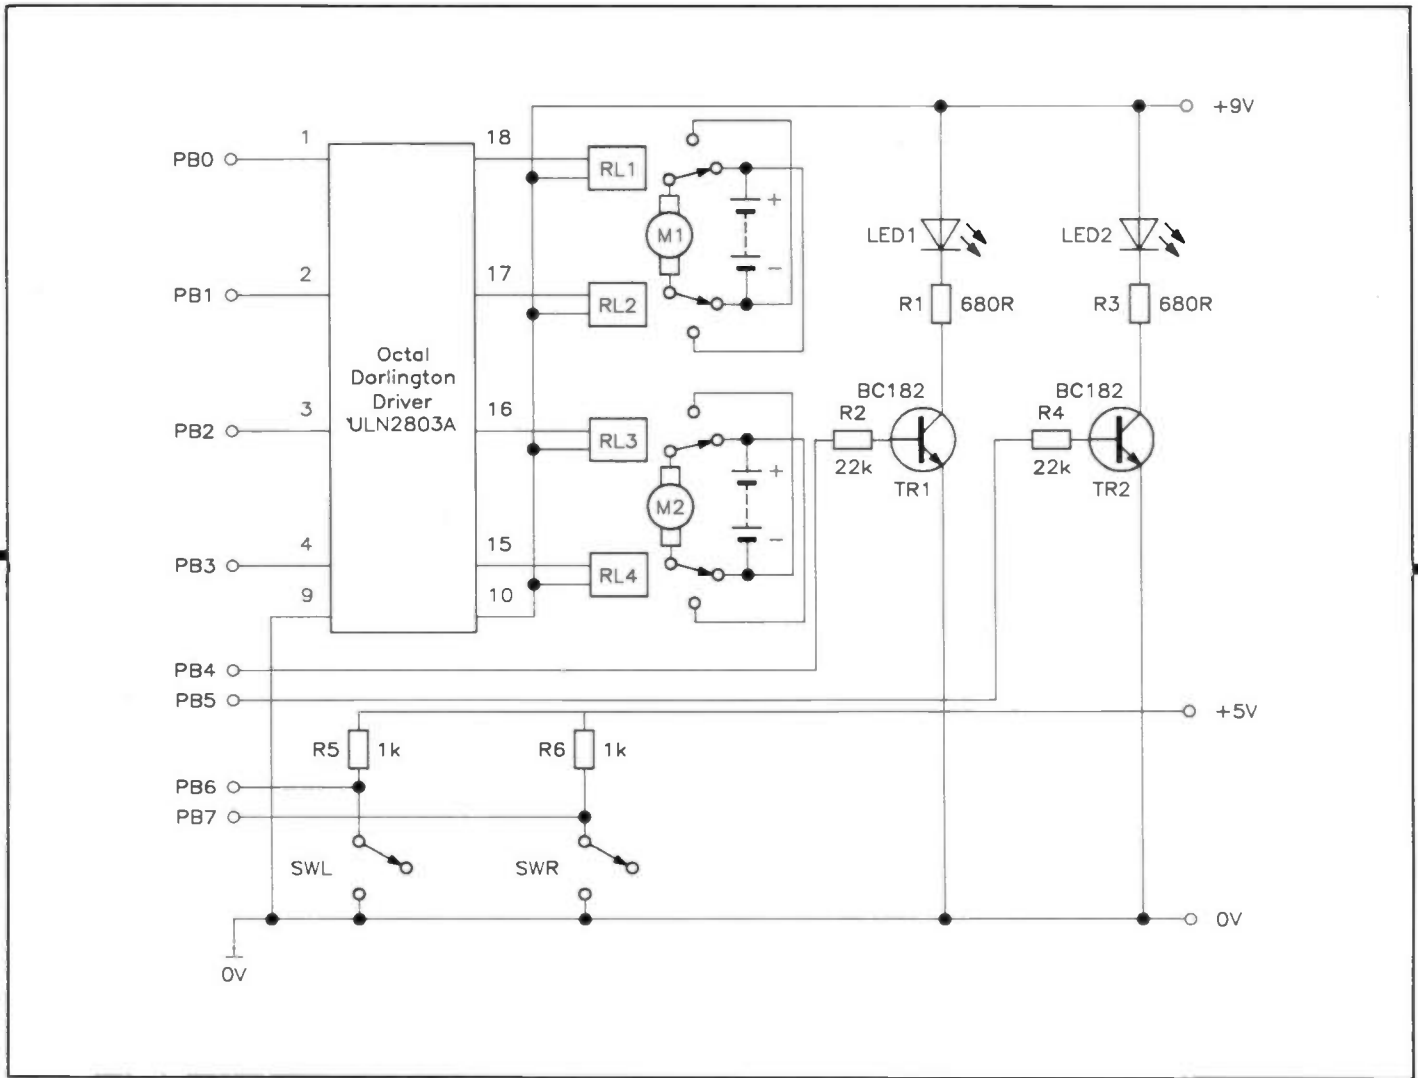 +9V
1
18
PB0
RL1
+
M1
LED1
LED2
2
17
−
PB1
RL2
R1
680R
R3
680R
Octal
Dorlington
Driver
ULN2803A
BC182
BC182
3
16
R2
R4
PB2
RL3
+
22k
22k
TR1
TR2
M2
4
15
−
PB3
RL4
9
10
PB4
PB5
+5V
R5
1k
R6
1k
PB6
PB7
SWL
SWR
0V
0V